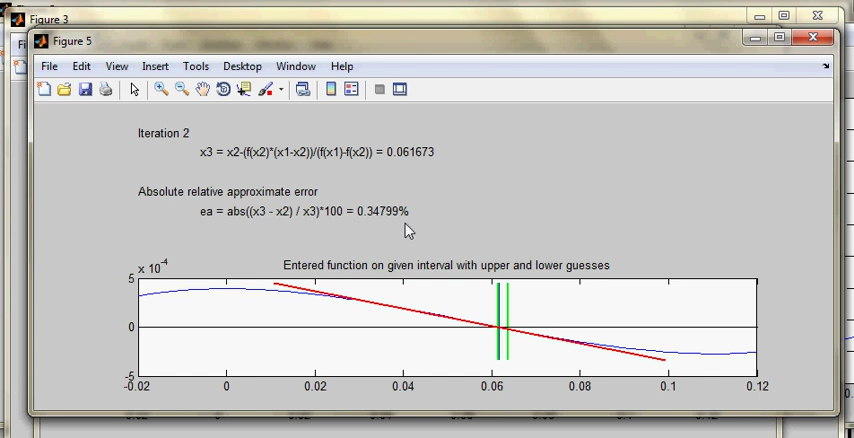 Figure 3
Figure 5
File Edit View Insert Tools Desktop Window Help
Iteration 2
x3 = x2-(f(x2)*(x1-x2))/(f(x1)-f(x2)) = 0.061673
Absolute relative approximate error
ea = abs((x3 - x2) / x3)*100 = 0.34799%
Entered function on given interval with upper and lower guesses
x 10^-4
5
0
-5
-0.02 0 0.02 0.04 0.06 0.08 0.1 0.12